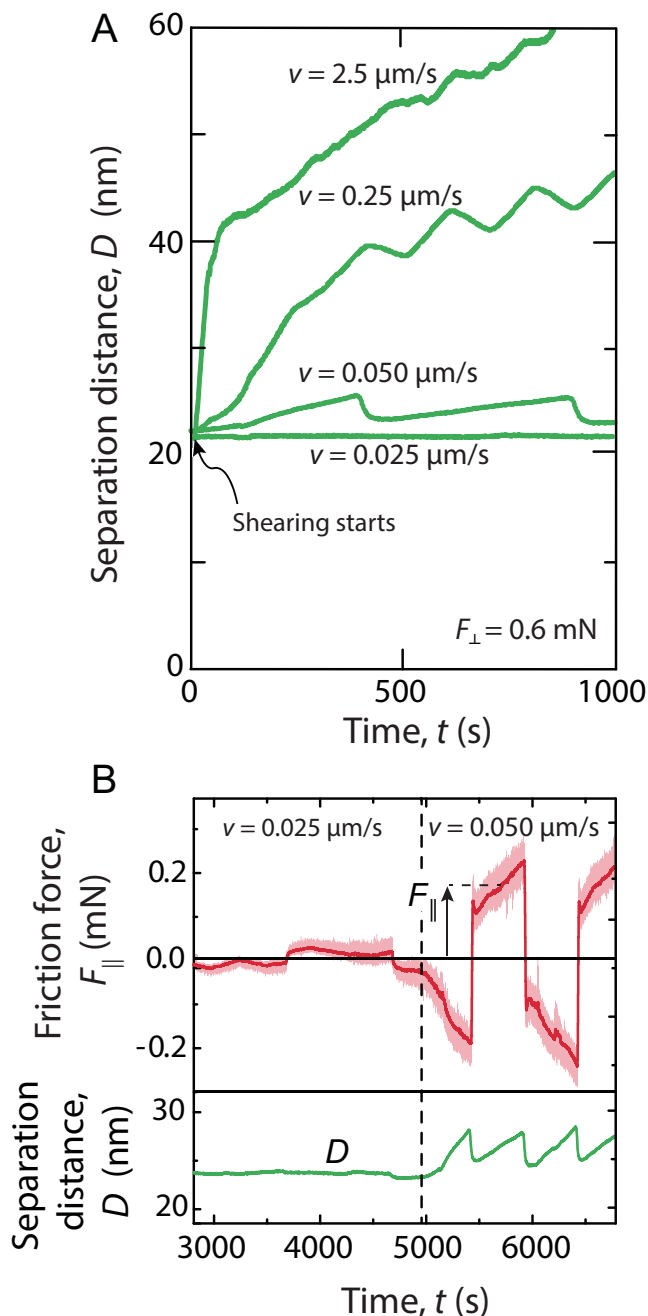 A
60
v = 2.5 μm/s
v = 0.25 μm/s
40
Separation distance, D (nm)
v = 0.050 μm/s
20
v = 0.025 μm/s
Shearing starts
F⊥ = 0.6 mN
0
0
500
1000
Time, t (s)
B
v = 0.025 μm/s
v = 0.050 μm/s
Friction force,
F∥ (mN)
0.2
F∥
0.0
-0.2
Separation
distance,
D (nm)
30
D
20
3000
4000
5000
6000
Time, t (s)